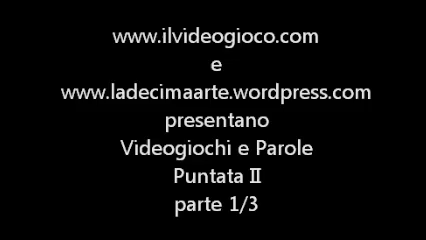 www.ilvideogioco.com
e
www.ladecimaarte.wordpress.com
presentano
Videogiochi e Parole
Puntata II
parte 1/3